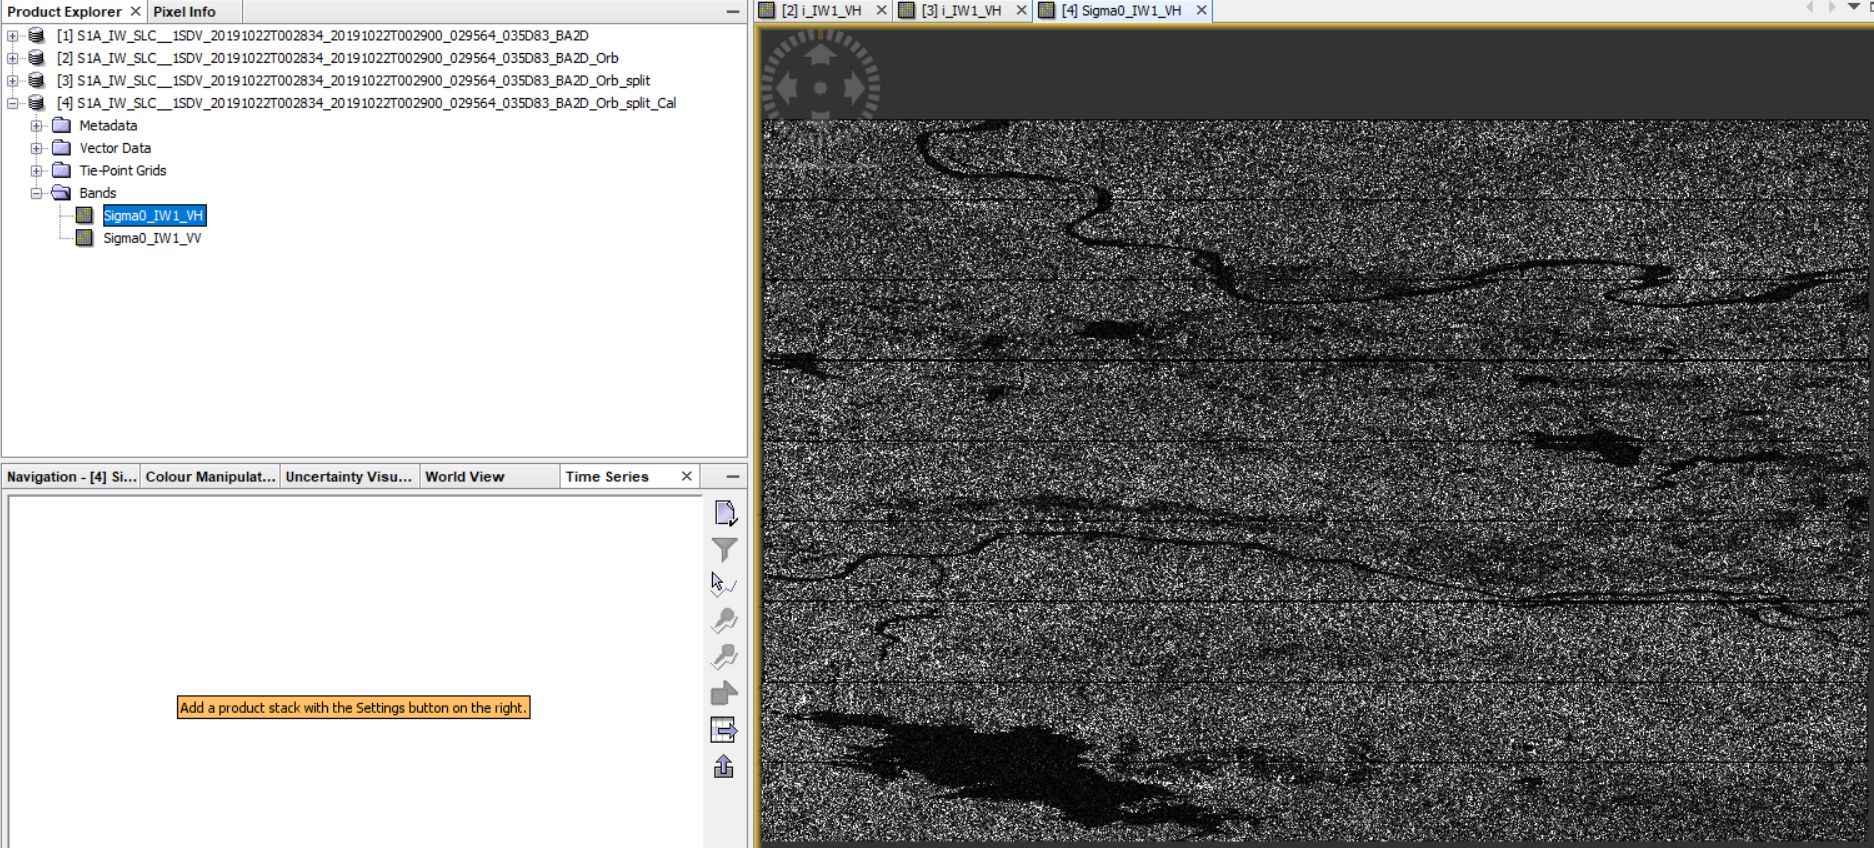 Product Explorer
Pixel Info
[1] S1A_IW_SLC__1SDV_20191022T002834_20191022T002900_029564_035D83_BA2D
[2] S1A_IW_SLC__1SDV_20191022T002834_20191022T002900_029564_035D83_BA2D_Orb
[3] S1A_IW_SLC__1SDV_20191022T002834_20191022T002900_029564_035D83_BA2D_Orb_split
[4] S1A_IW_SLC__1SDV_20191022T002834_20191022T002900_029564_035D83_BA2D_Orb_split_Cal
Metadata
Vector Data
Tie-Point Grids
Bands
Sigma0_IW1_VH
Sigma0_IW1_VV
Navigation - [4] Si...
Colour Manipulat...
Uncertainty Visu...
World View
Time Series
Add a product stack with the Settings button on the right.
[2] i_IW1_VH
[3] i_IW1_VH
[4] Sigma0_IW1_VH